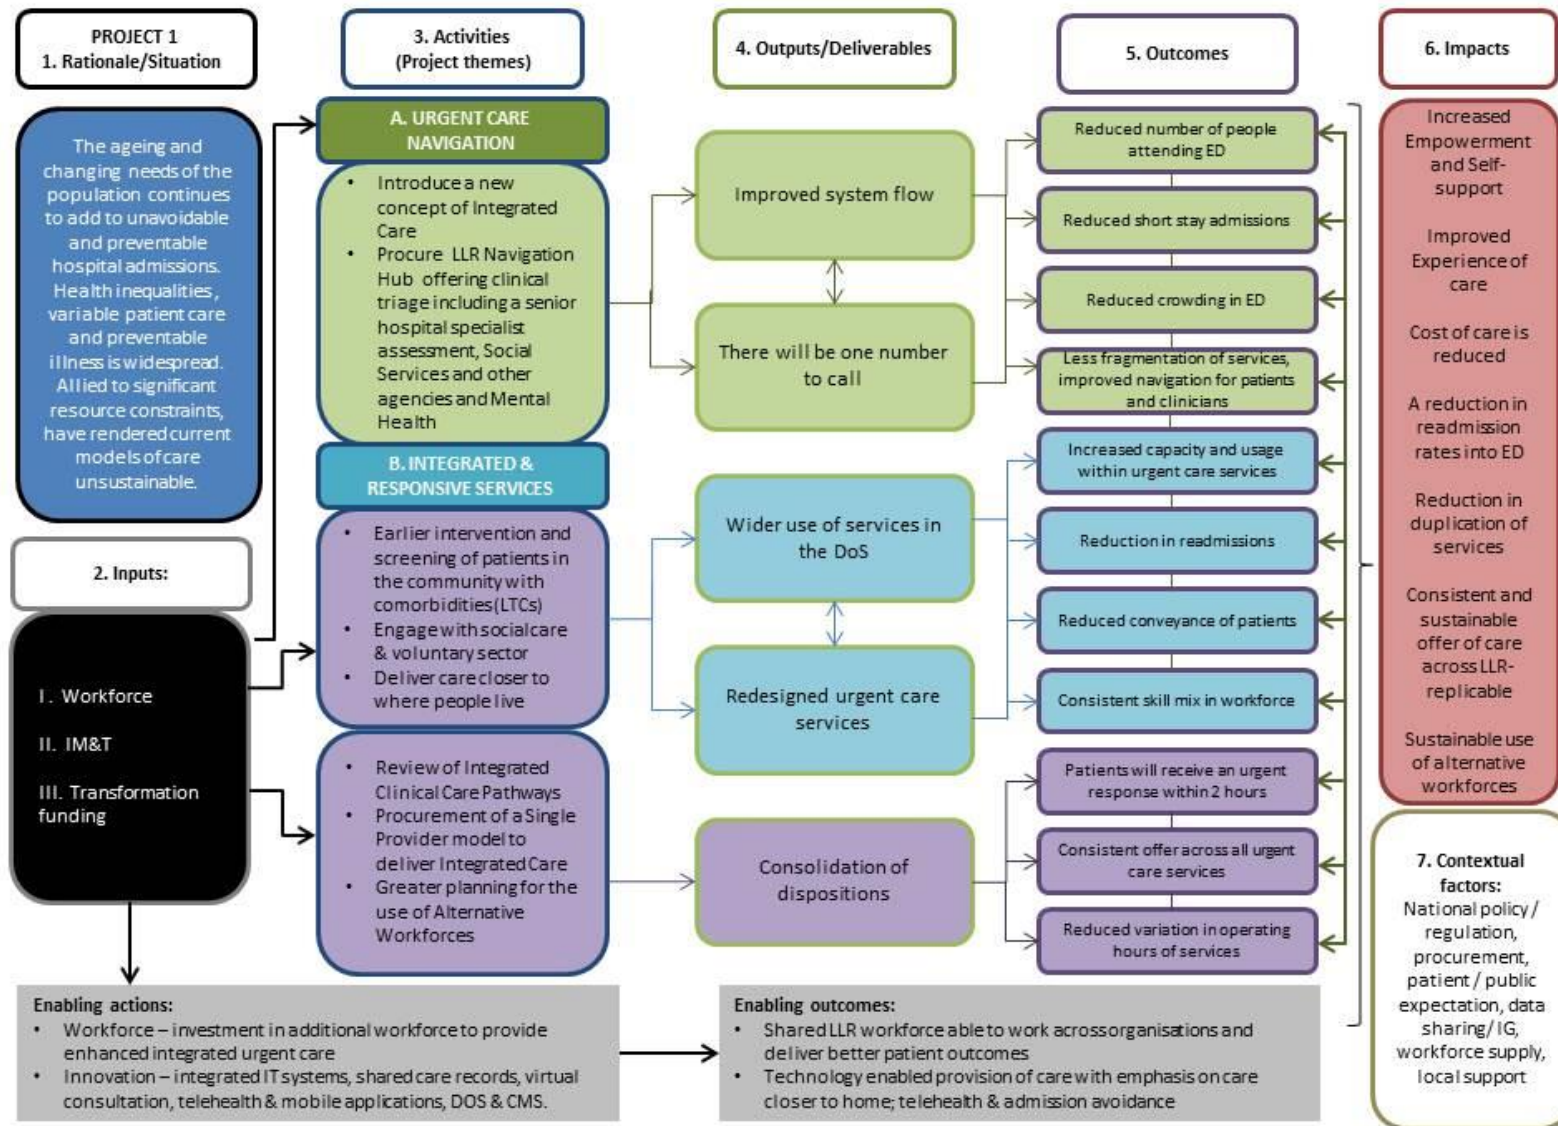 PROJECT 1
1. Rationale/Situation
The ageing and
changing needs of the
population continues
to add to unavoidable
and preventable
hospital admissions.
Health inequalities,
variable patient care
and preventable
illness is widespread.
Allied to significant
resource constraints,
have rendered current
models of care
unsustainable.
2. Inputs:
I. Workforce
II. IM&T
III. Transformation
funding
3. Activities
(Project themes)
A. URGENT CARE
NAVIGATION
• Introduce a new
concept of Integrated
Care
• Procure LLR Navigation
Hub offering clinical
triage including a senior
hospital specialist
assessment, Social
Services and other
agencies and Mental
Health
B. INTEGRATED &
RESPONSIVE SERVICES
• Earlier intervention and
screening of patients in
the community with
comorbidities(LTCs)
• Engage with social care
& voluntary sector
• Deliver care closer to
where people live
• Review of Integrated
Clinical Care Pathways
• Procurement of a Single
Provider model to
deliver Integrated Care
• Greater planning for the
use of Alternative
Workforces
4. Outputs/Deliverables
Improved system flow
There will be one number
to call
Wider use of services in
the DoS
Redesigned urgent care
services
Consolidation of
dispositions
5. Outcomes
Reduced number of people
attending ED
Reduced short stay admissions
Reduced crowding in ED
Less fragmentation of services,
improved navigation for patients
and clinicians
Increased capacity and usage
within urgent care services
Reduction in readmissions
Reduced conveyance of patients
Consistent skill mix in workforce
Patients will receive an urgent
response within 2 hours
Consistent offer across all urgent
care services
Reduced variation in operating
hours of services
6. Impacts
Increased
Empowerment
and Self-
support
Improved
Experience of
care
Cost of care is
reduced
A reduction in
readmission
rates into ED
Reduction in
duplication of
services
Consistent and
sustainable
offer of care
across LLR-
replicable
Sustainable use
of alternative
workforces
7. Contextual
factors:
National policy /
regulation,
procurement,
patient / public
expectation, data
sharing/ IG,
workforce supply,
local support
Enabling actions:
• Workforce – investment in additional workforce to provide
enhanced integrated urgent care
• Innovation – integrated IT systems, shared care records, virtual
consultation, telehealth & mobile applications, DOS & CMS.
Enabling outcomes:
• Shared LLR workforce able to work across organisations and
deliver better patient outcomes
• Technology enabled provision of care with emphasis on care
closer to home; telehealth & admission avoidance